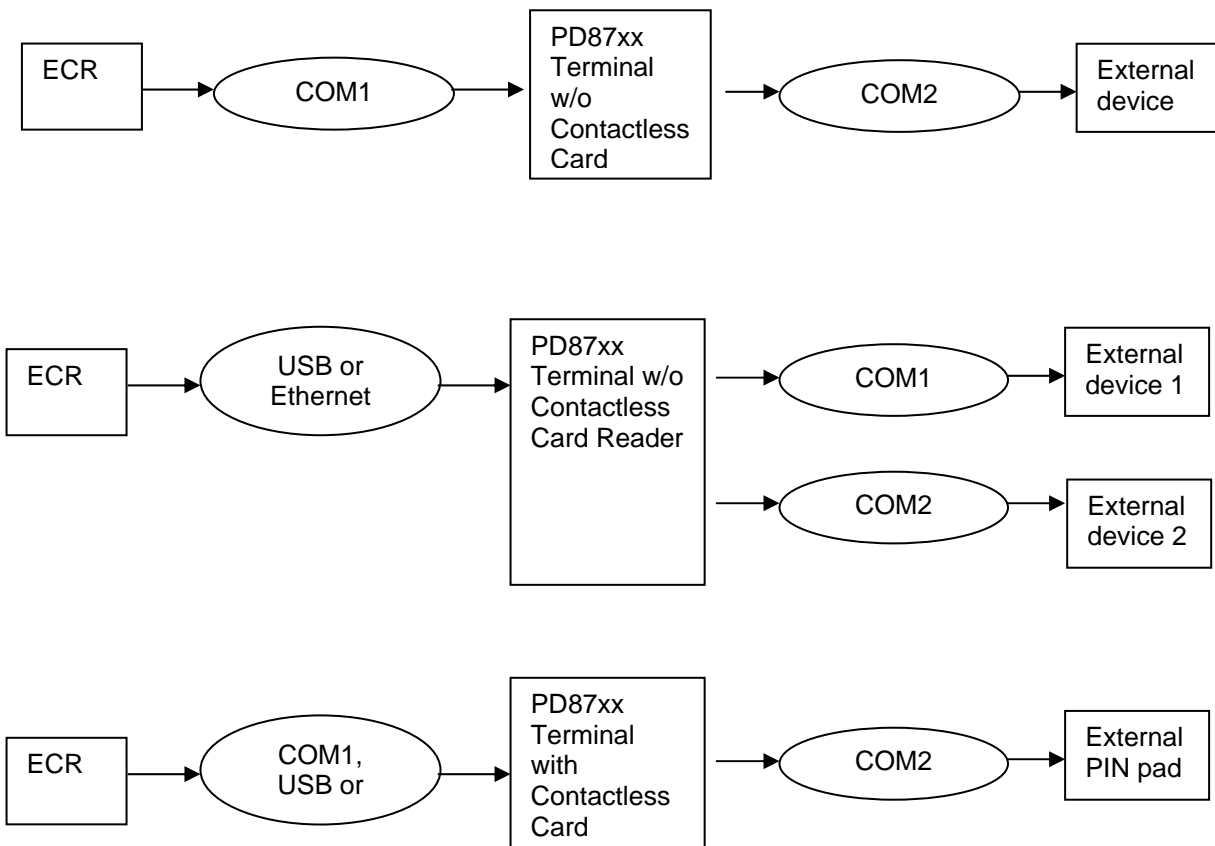 ECR
COM1
PD87xx
Terminal
w/o
Contactless
Card
COM2
External
device
ECR
USB or
Ethernet
PD87xx
Terminal w/o
Contactless
Card Reader
COM1
External
device 1
COM2
External
device 2
ECR
COM1,
USB or
PD87xx
Terminal
with
Contactless
Card
COM2
External
PIN pad